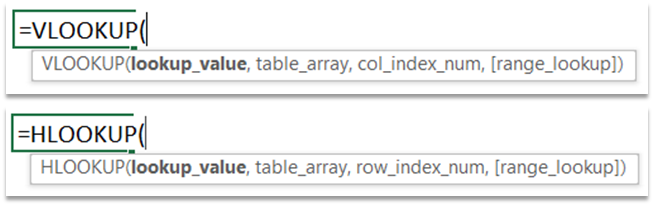 =VLOOKUP(
VLOOKUP(lookup_value, table_array, col_index_num, [range_lookup])
=HLOOKUP(
HLOOKUP(lookup_value, table_array, row_index_num, [range_lookup])